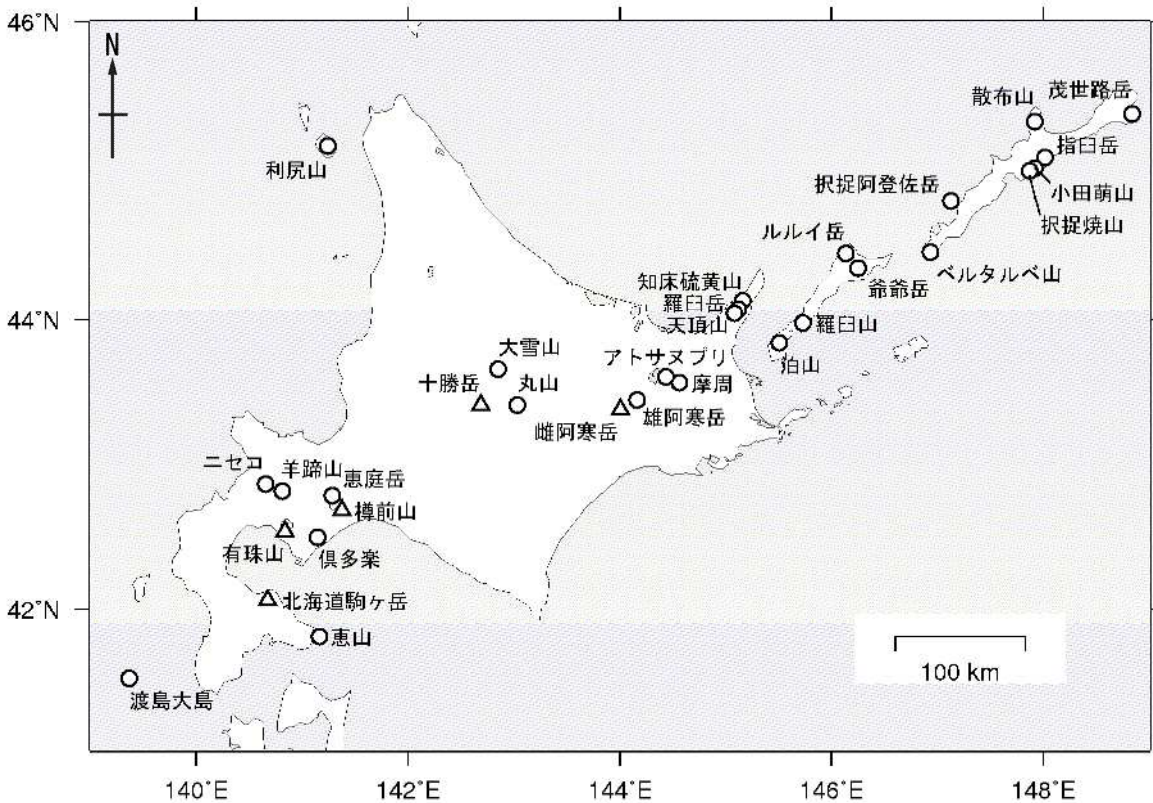 46°N
N
散布山
茂世路岳
指臼岳
利尻山
小田萌山
択捉阿登佐岳
択捉焼山
ルルイ岳
ベルタルベ山
爺爺岳
知床硫黄山
羅臼岳
44°N
天頂山
羅臼山
泊山
大雪山
アトサヌプリ
摩周
十勝岳
丸山
雌阿寒岳
雄阿寒岳
ニセコ
羊蹄山
恵庭岳
樽前山
有珠山
倶多楽
42°N
北海道駒ヶ岳
恵山
100 km
渡島大島
140°E
142°E
144°E
146°E
148°E